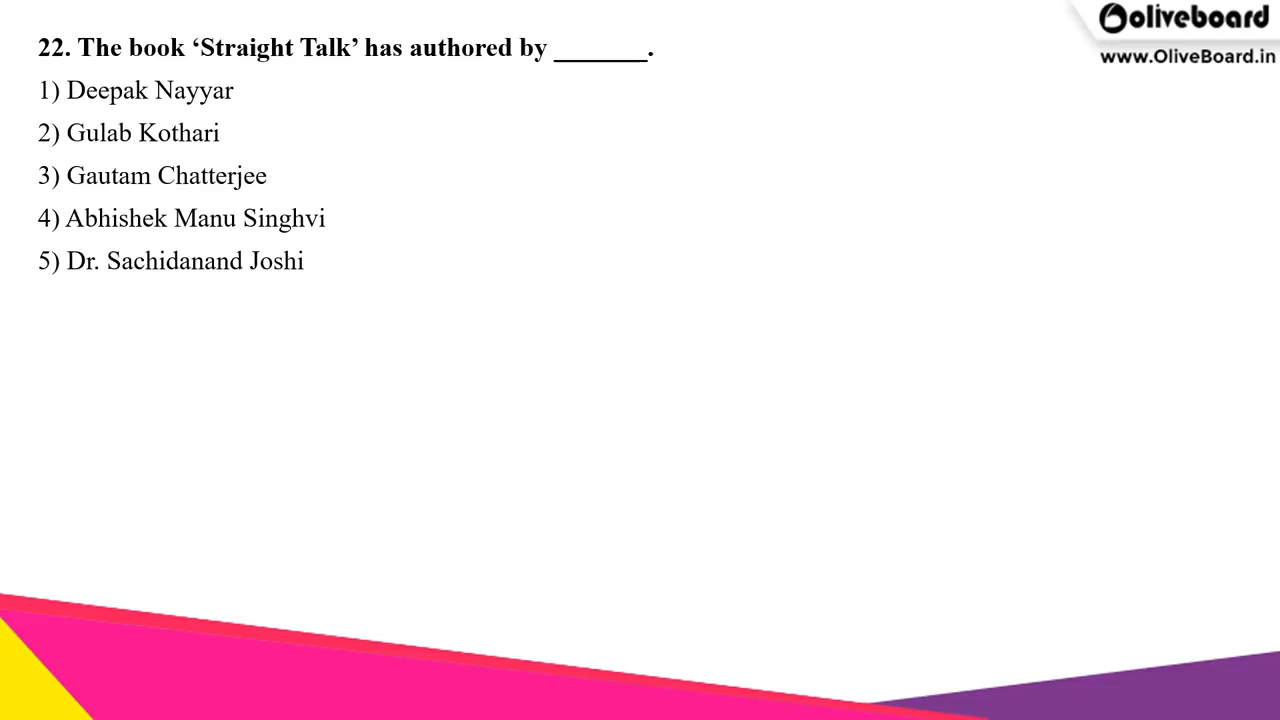 oliveboard
www.OliveBoard.in
22. The book ‘Straight Talk’ has authored by _______.
1) Deepak Nayyar
2) Gulab Kothari
3) Gautam Chatterjee
4) Abhishek Manu Singhvi
5) Dr. Sachidanand Joshi